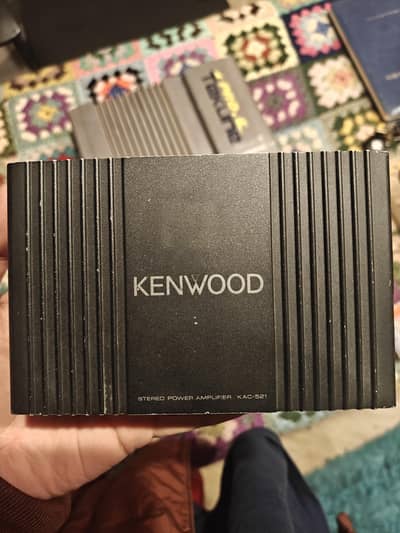 KENWOOD
STEREO POWER AMPLIFIER KAC-521